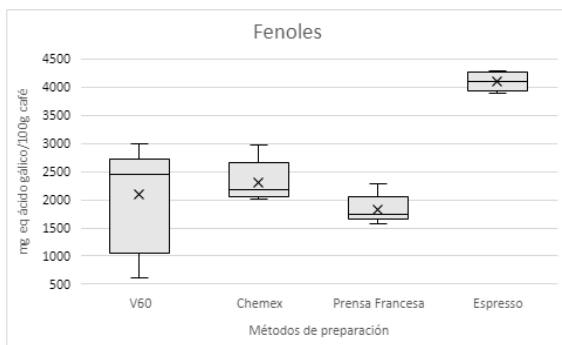 Fenoles
mg eq ácido gálico/100g café
4500
4000
3500
3000
2500
2000
1500
1000
500
V60 Chemex Prensa Francesa Espresso
Métodos de preparación